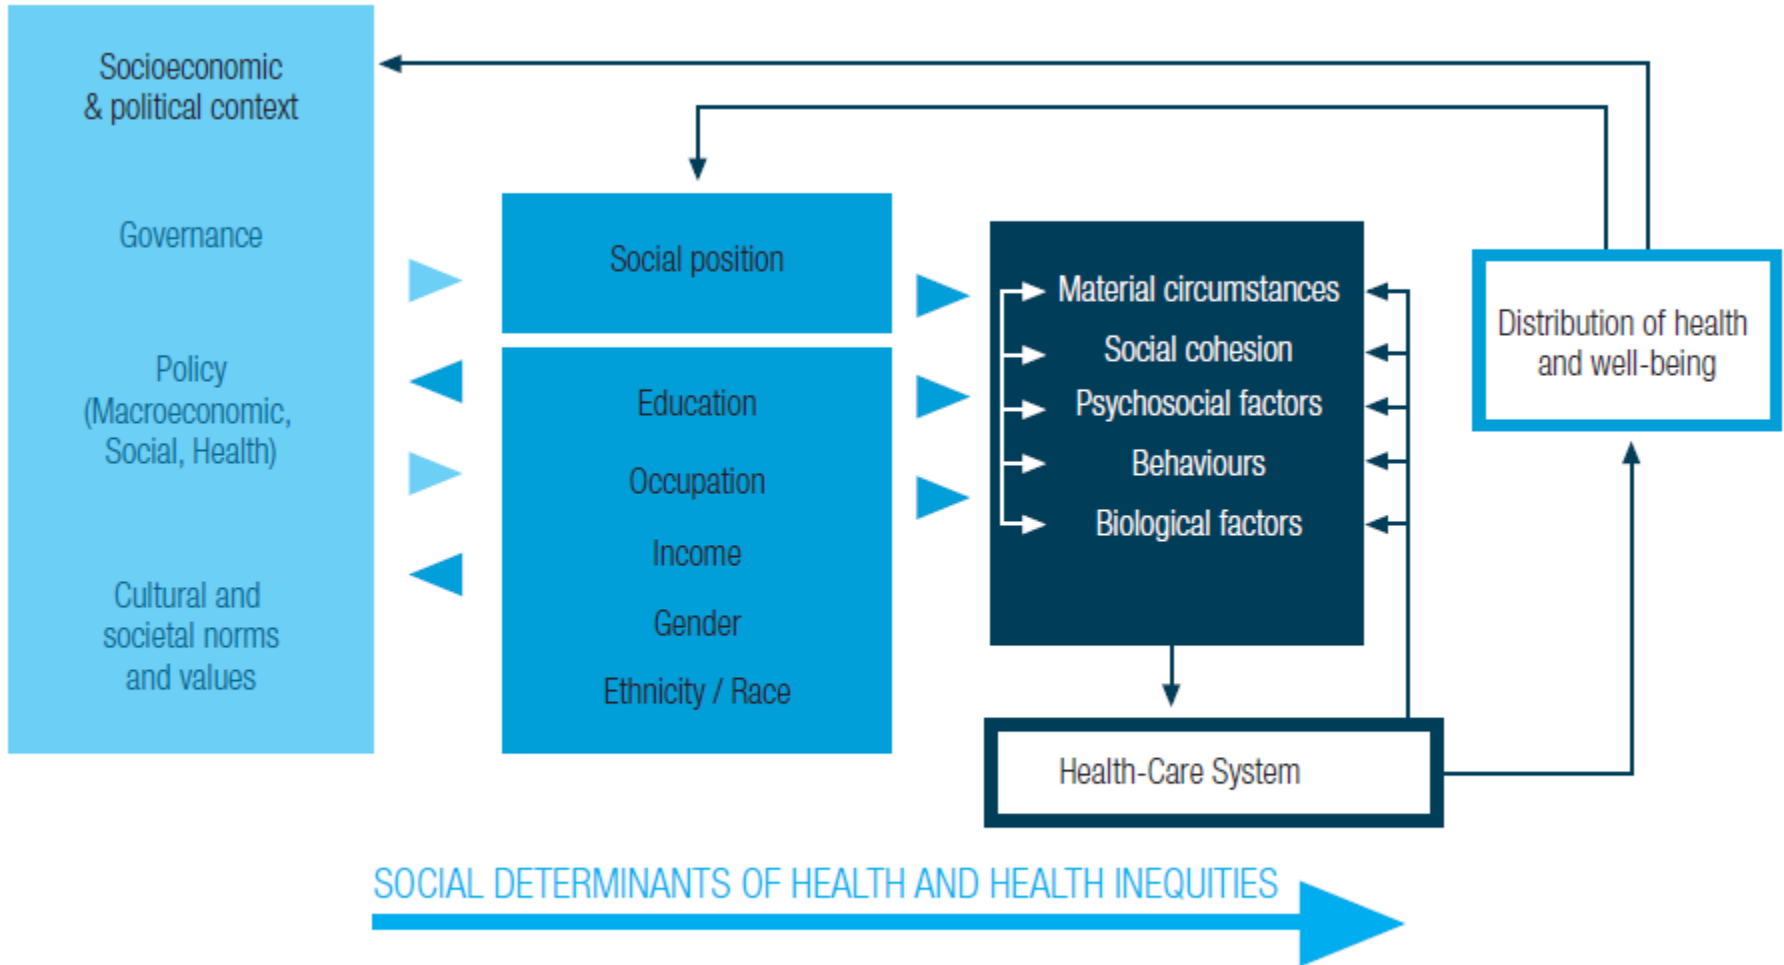 Socioeconomic
& political context
Governance
Policy
(Macroeconomic,
Social, Health)
Cultural and
societal norms
and values
Social position
Education
Occupation
Income
Gender
Ethnicity / Race
Material circumstances
Social cohesion
Psychosocial factors
Behaviours
Biological factors
Health-Care System
Distribution of health
and well-being
SOCIAL DETERMINANTS OF HEALTH AND HEALTH INEQUITIES